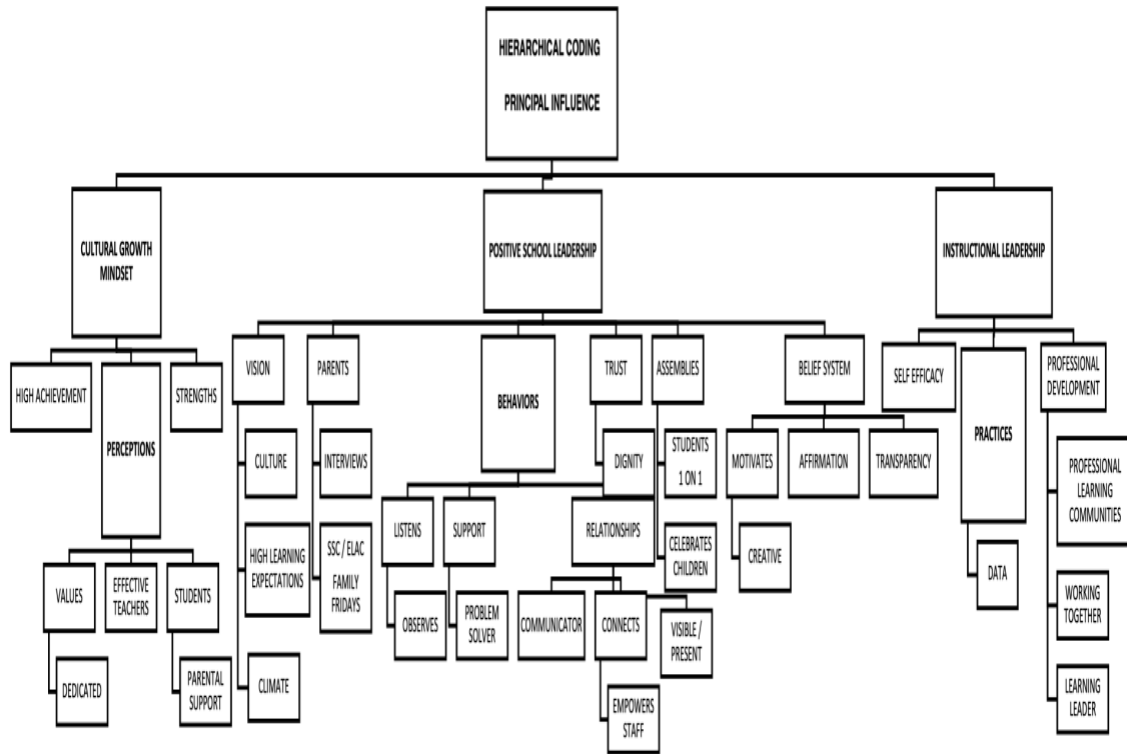 HIERARCHICAL CODING
PRINCIPAL INFLUENCE
CULTURAL GROWTH
MINDSET
POSITIVE SCHOOL LEADERSHIP
INSTRUCTIONAL LEADERSHIP
HIGH ACHIEVEMENT
PERCEPTIONS
STRENGTHS
VALUES
EFFECTIVE
TEACHERS
STUDENTS
DEDICATED
PARENTAL
SUPPORT
VISION
CULTURE
HIGH LEARNING
EXPECTATIONS
CLIMATE
PARENTS
INTERVIEWS
SSC / ELAC
FAMILY
FRIDAYS
BEHAVIORS
LISTENS
OBSERVES
SUPPORT
PROBLEM
SOLVER
RELATIONSHIPS
COMMUNICATOR
CONNECTS
EMPOWERS
STAFF
VISIBLE /
PRESENT
TRUST
DIGNITY
ASSEMBLIES
STUDENTS
1 ON 1
CELEBRATES
CHILDREN
BELIEF SYSTEM
MOTIVATES
CREATIVE
AFFIRMATION
TRANSPARENCY
SELF EFFICACY
PRACTICES
DATA
PROFESSIONAL
DEVELOPMENT
PROFESSIONAL
LEARNING
COMMUNITIES
WORKING
TOGETHER
LEARNING
LEADER